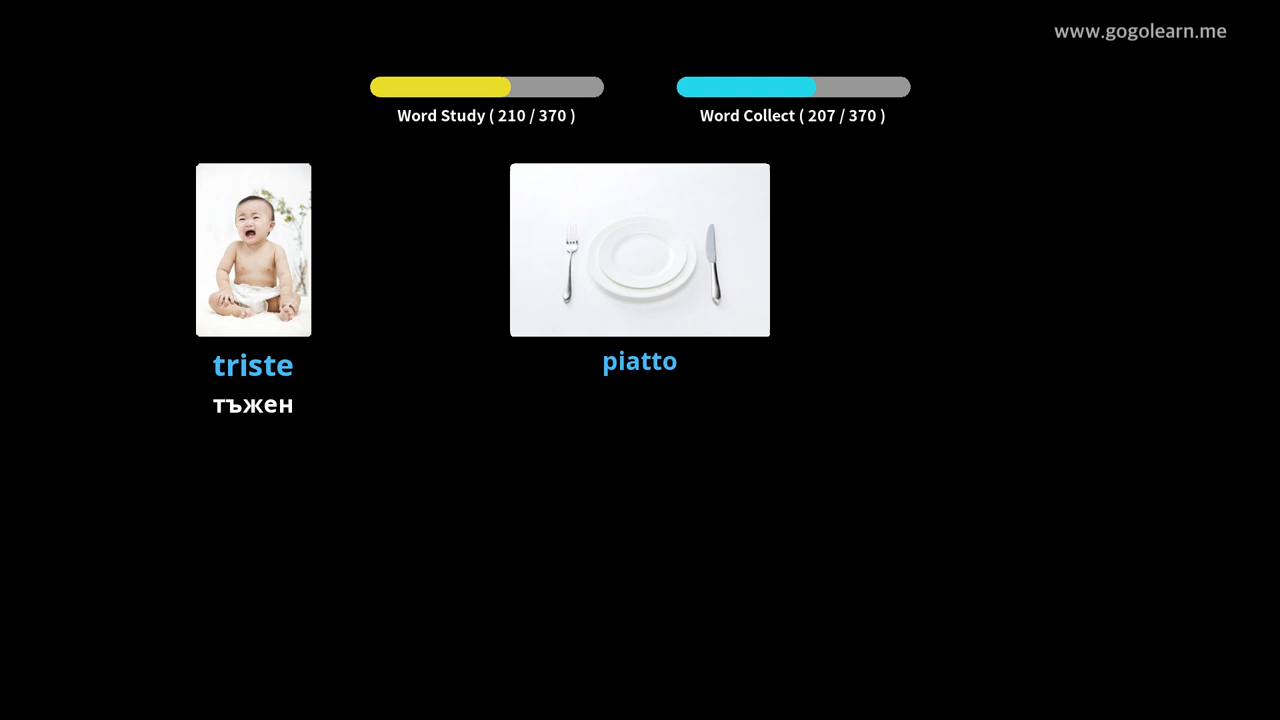 www.gogolearn.me
Word Study ( 210 / 370 )
Word Collect ( 207 / 370 )
triste
тъжен
piatto